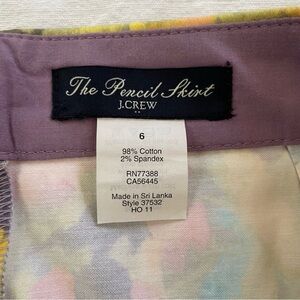 The Pencil Skirt
J.CREW
6
98% Cotton
2% Spandex
RN77388
CA56445
Made in Sri Lanka
Style 37532
HO 11